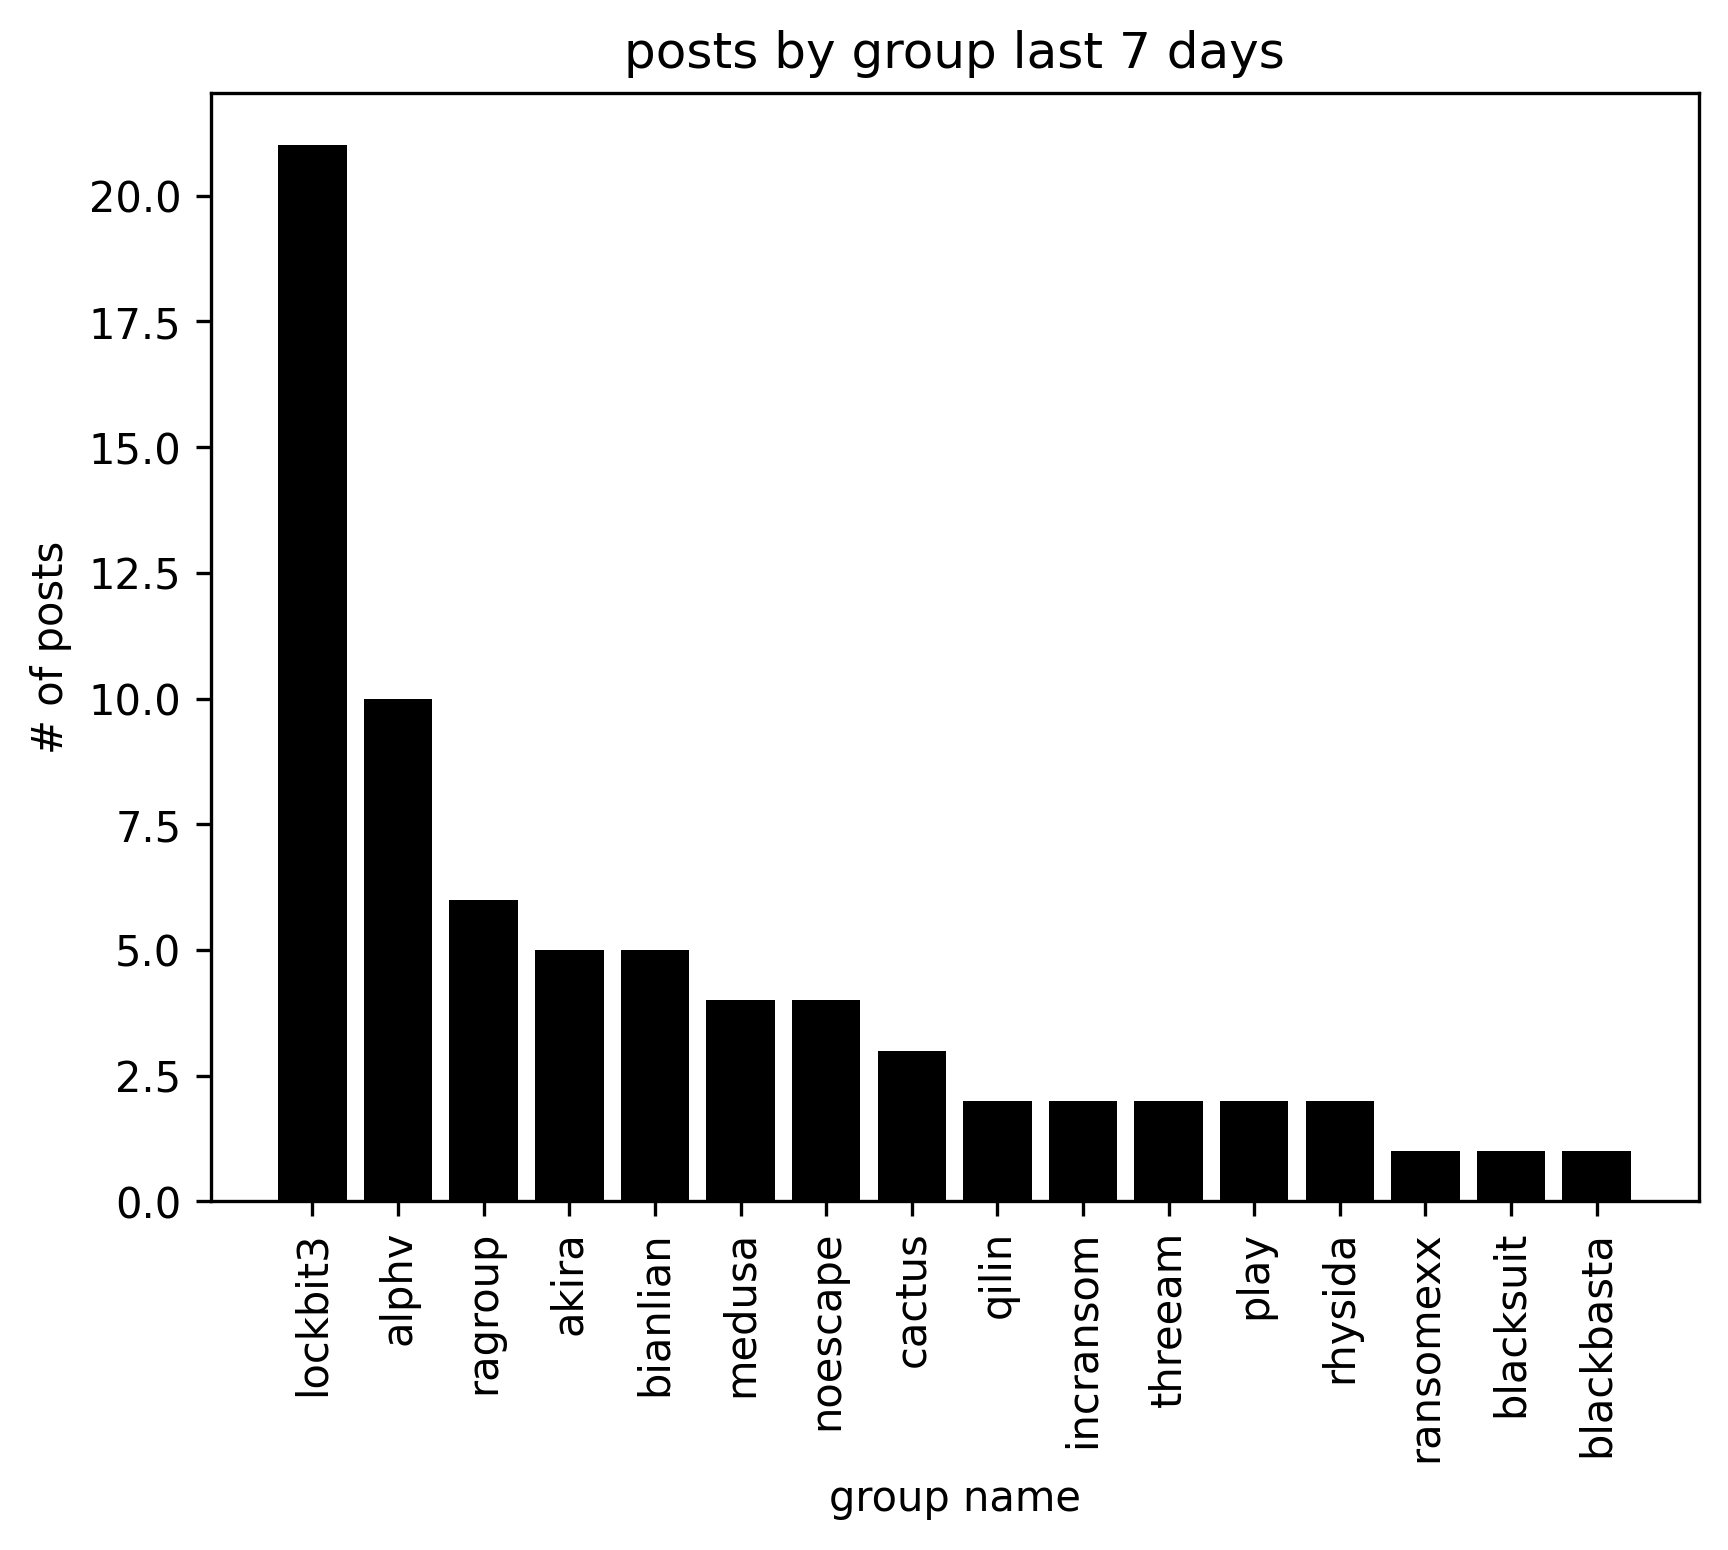 posts by group last 7 days
20.0
17.5
15.0
12.5
10.0
7.5
5.0
2.5
0.0
# of posts
lockbit3
alphv
ragroup
akira
bianlian
medusa
noescape
cactus
qilin
incransom
threeam
play
rhysida
ransomexx
blacksuit
blackbasta
group name